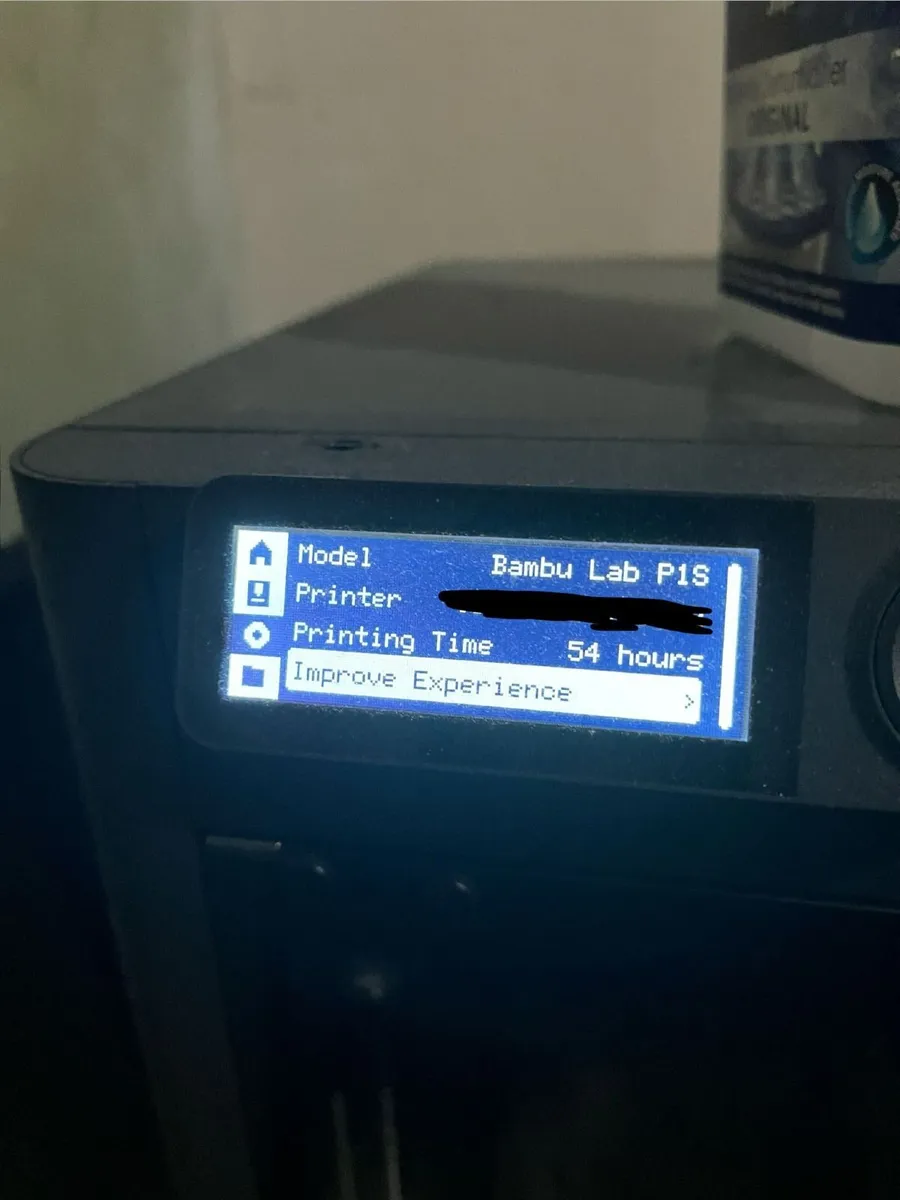 ORIGINAL
Model Bambu Lab P1S
Printer
Printing Time 54 hours
Improve Experience >